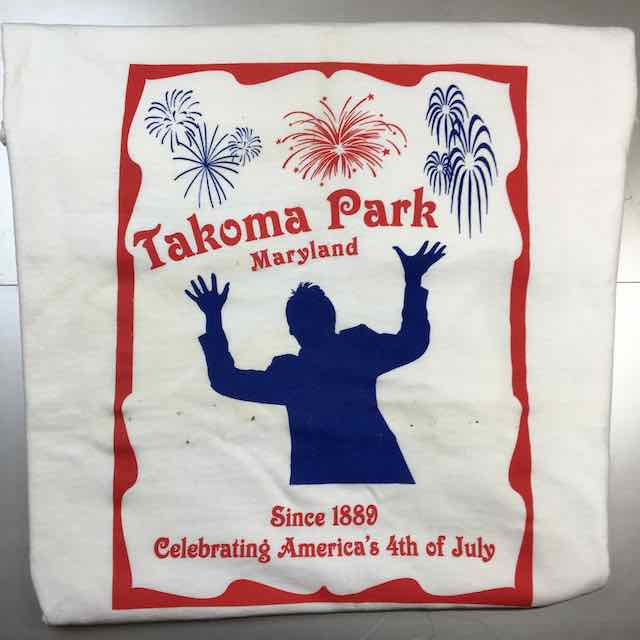 Takoma Park
Maryland
Since 1889
Celebrating America's 4th of July